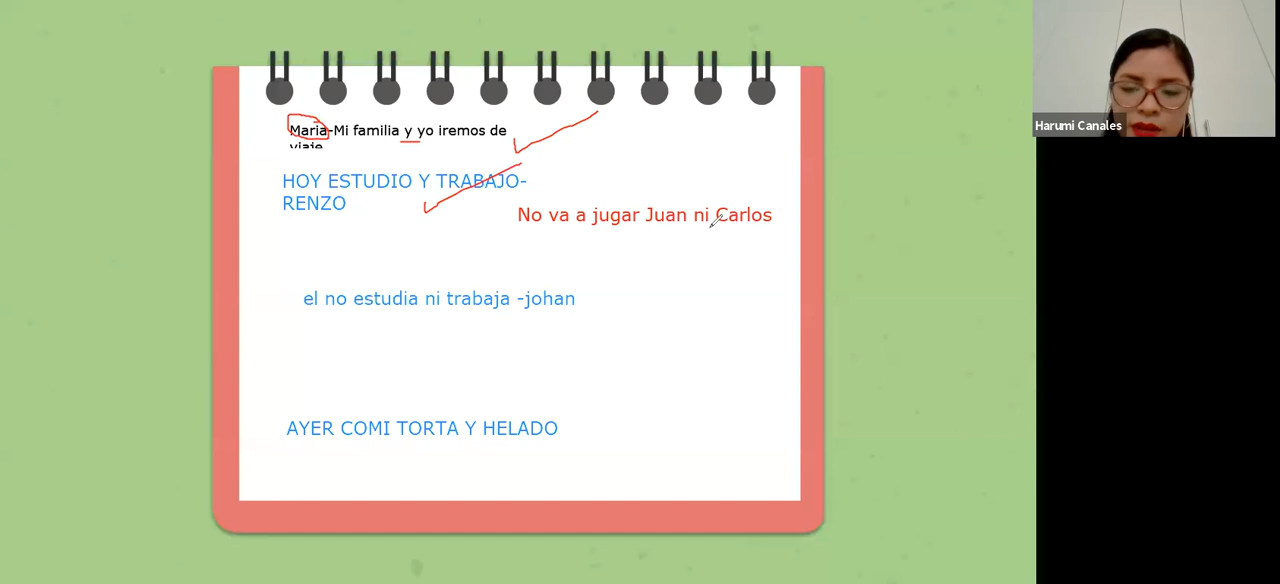 Maria-Mi familia y yo iremos de
viaje
HOY ESTUDIO Y TRABAJO-
RENZO
No va a jugar Juan ni Carlos
el no estudia ni trabaja -johan
AYER COMI TORTA Y HELADO
Harumi Canales